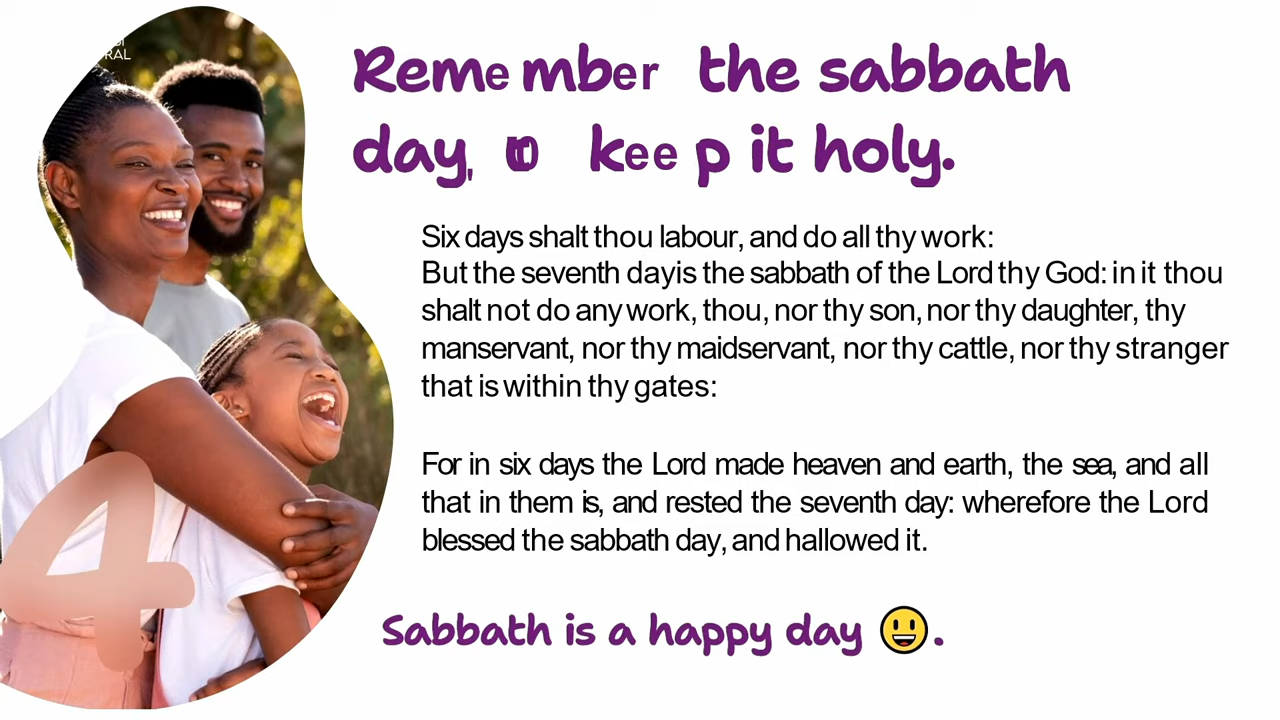 RAL
Remember the sabbath
day, to keep it holy.
Six days shalt thou labour, and do all thy work:
But the seventh day is the sabbath of the Lord thy God: in it thou
shalt not do any work, thou, nor thy son, nor thy daughter, thy
manservant, nor thy maidservant, nor thy cattle, nor thy stranger
that is within thy gates:
For in six days the Lord made heaven and earth, the sea, and all
that in them is, and rested the seventh day: wherefore the Lord
blessed the sabbath day, and hallowed it.
4
Sabbath is a happy day 😃.